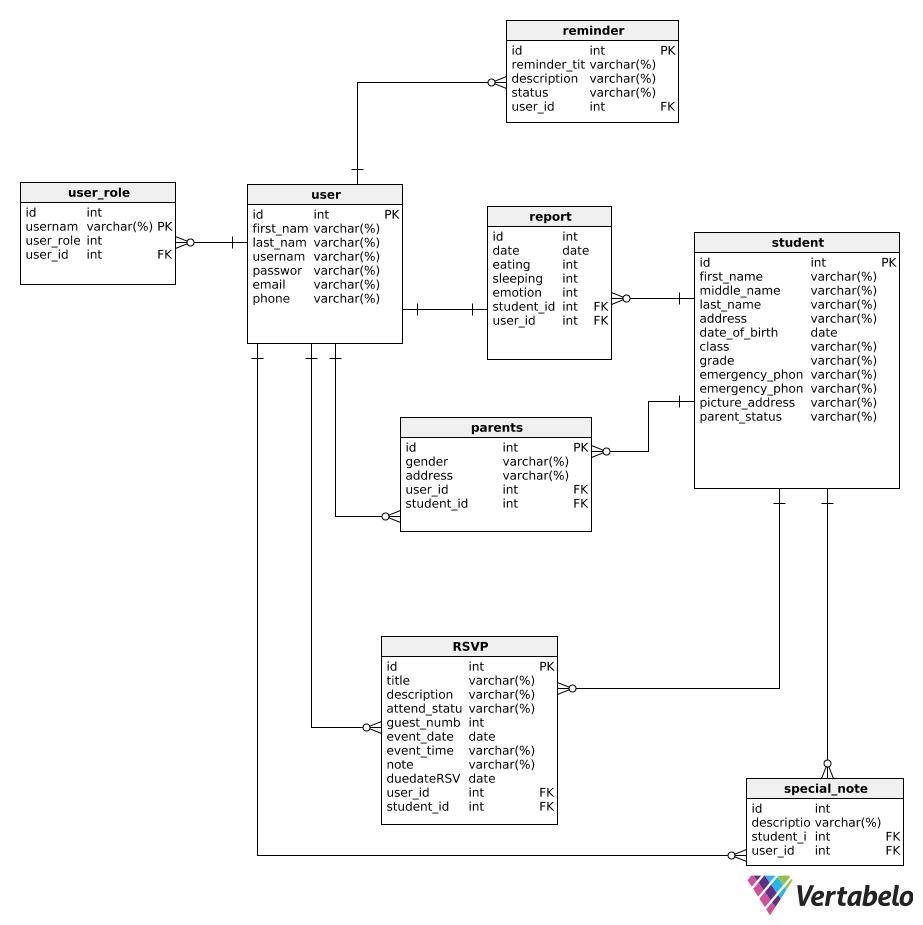 reminder
id int PK
reminder_tit varchar(%)
description varchar(%)
status varchar(%)
user_id int FK
user_role
id int
usernam varchar(%) PK
user_role int
user_id int FK
user
id int PK
first_nam varchar(%)
last_nam varchar(%)
usernam varchar(%)
passwor varchar(%)
email varchar(%)
phone varchar(%)
report
id int
date date
eating int
sleeping int
emotion int
student_id int FK
user_id int FK
student
id int PK
first_name varchar(%)
middle_name varchar(%)
last_name varchar(%)
address varchar(%)
date_of_birth date
class varchar(%)
grade varchar(%)
emergency_phon varchar(%)
emergency_phon varchar(%)
picture_address varchar(%)
parent_status varchar(%)
parents
id int PK
gender varchar(%)
address varchar(%)
user_id int FK
student_id int FK
RSVP
id int PK
title varchar(%)
description varchar(%)
attend_statu varchar(%)
guest_numb int
event_date date
event_time varchar(%)
note varchar(%)
duedateRSV date
user_id int FK
student_id int FK
special_note
id int
descriptio varchar(%)
student_i int FK
user_id int FK
Vertabelo